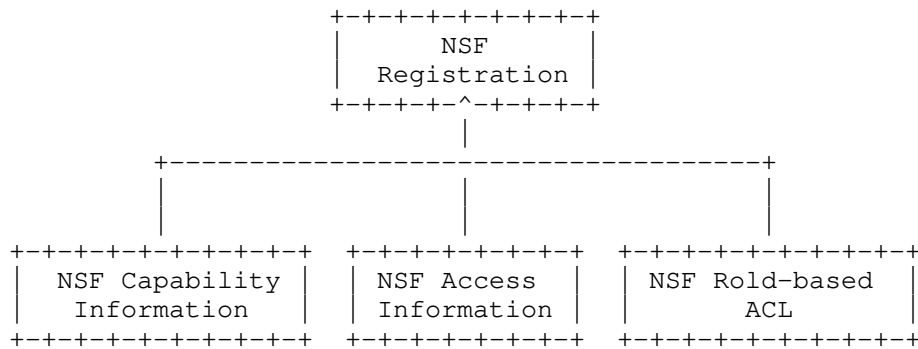 NSF
Registration
NSF Capability
Information
NSF Access
Information
NSF Rold-based
ACL